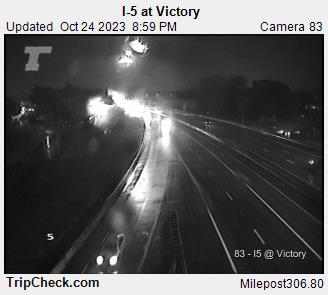 I-5 at Victory
Updated Oct 24 2023 8:59 PM Camera 83
T
S
83 - I5 @ Victory
TripCheck.com Milepost306.80